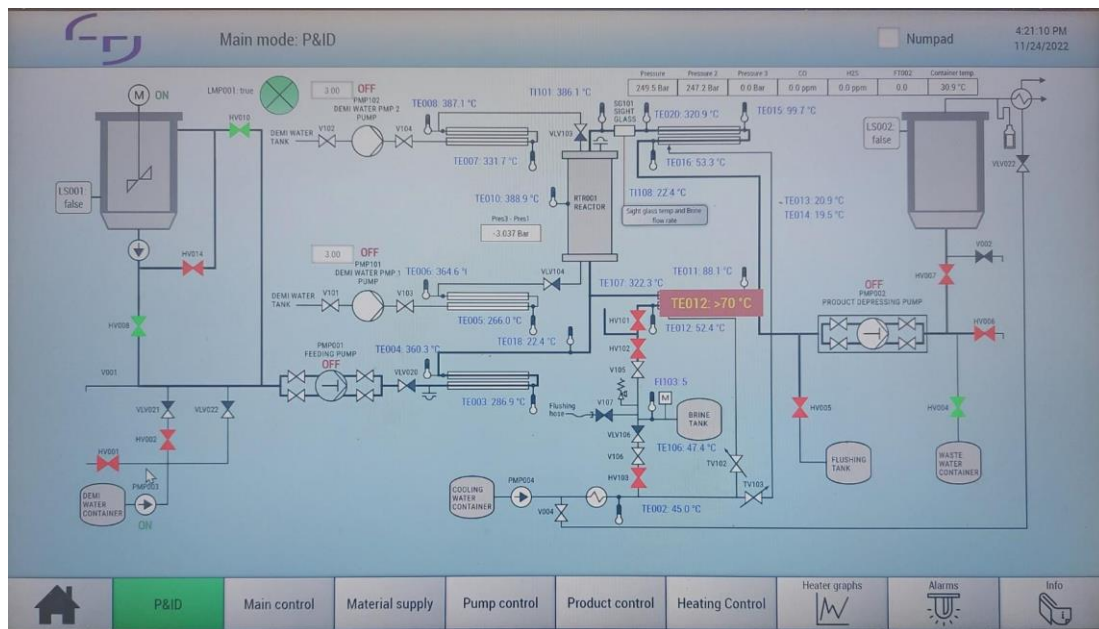 Main mode: P&ID
Numpad
4:21:10 PM
11/24/2022
Pressure
Pressure 2
Pressure 3
CO
H2S
FT002
Container temp.
249.5 Bar
247.2 Bar
0.0 Bar
0.0 ppm
0.0 ppm
0.0
30.9 °C
M
ON
LMP001: true
3.00
OFF
PMP102
DEMI WATER PMP 2
PUMP
DEMI WATER
TANK
V102
V104
TE008: 387.1 °C
TE007: 331.7 °C
TI101: 386.1 °C
VLV103
SG101
SIGHT
GLASS
TE020: 320.9 °C
TE015: 99.7 °C
TE016: 53.3 °C
LS002:
false
VLV022
HV010
LS001:
false
TE010: 388.9 °C
RTR001
REACTOR
TI108: 22.4 °C
Sight glass temp and Brine
flow rate
Pres3 - Pres1
-3.037 Bar
TE013: 20.9 °C
TE014: 19.5 °C
HV014
3.00
OFF
PMP101
DEMI WATER PMP 1
PUMP
DEMI WATER
TANK
V101
V103
TE006: 364.6 °
TE005: 266.0 °C
VLV104
TE107: 322.3 °C
TE011: 88.1 °C
TE012: >70 °C
TE012: 52.4 °C
HV007
V002
OFF
PMP002
PRODUCT DEPRESSING PUMP
HV006
HV008
HV101
HV102
V105
TE018: 22.4 °C
PMP001
FEEDING PUMP
OFF
TE004: 360.3 °C
VLV020
TE003: 286.9 °C
V001
VLV021
VLV022
FI103: 5
M
Flushing
hose
V107
BRINE
TANK
VLV106
TE106: 47.4 °C
V106
HV103
TV102
TV103
HV005
HV004
FLUSHING
TANK
WASTE
WATER
CONTAINER
HV002
HV001
DEMI
WATER
CONTAINER
PMP003
ON
COOLING
WATER
CONTAINER
PMP004
V004
TE002: 45.0 °C
P&ID
Main control
Material supply
Pump control
Product control
Heating Control
Heater graphs
Alarms
Info